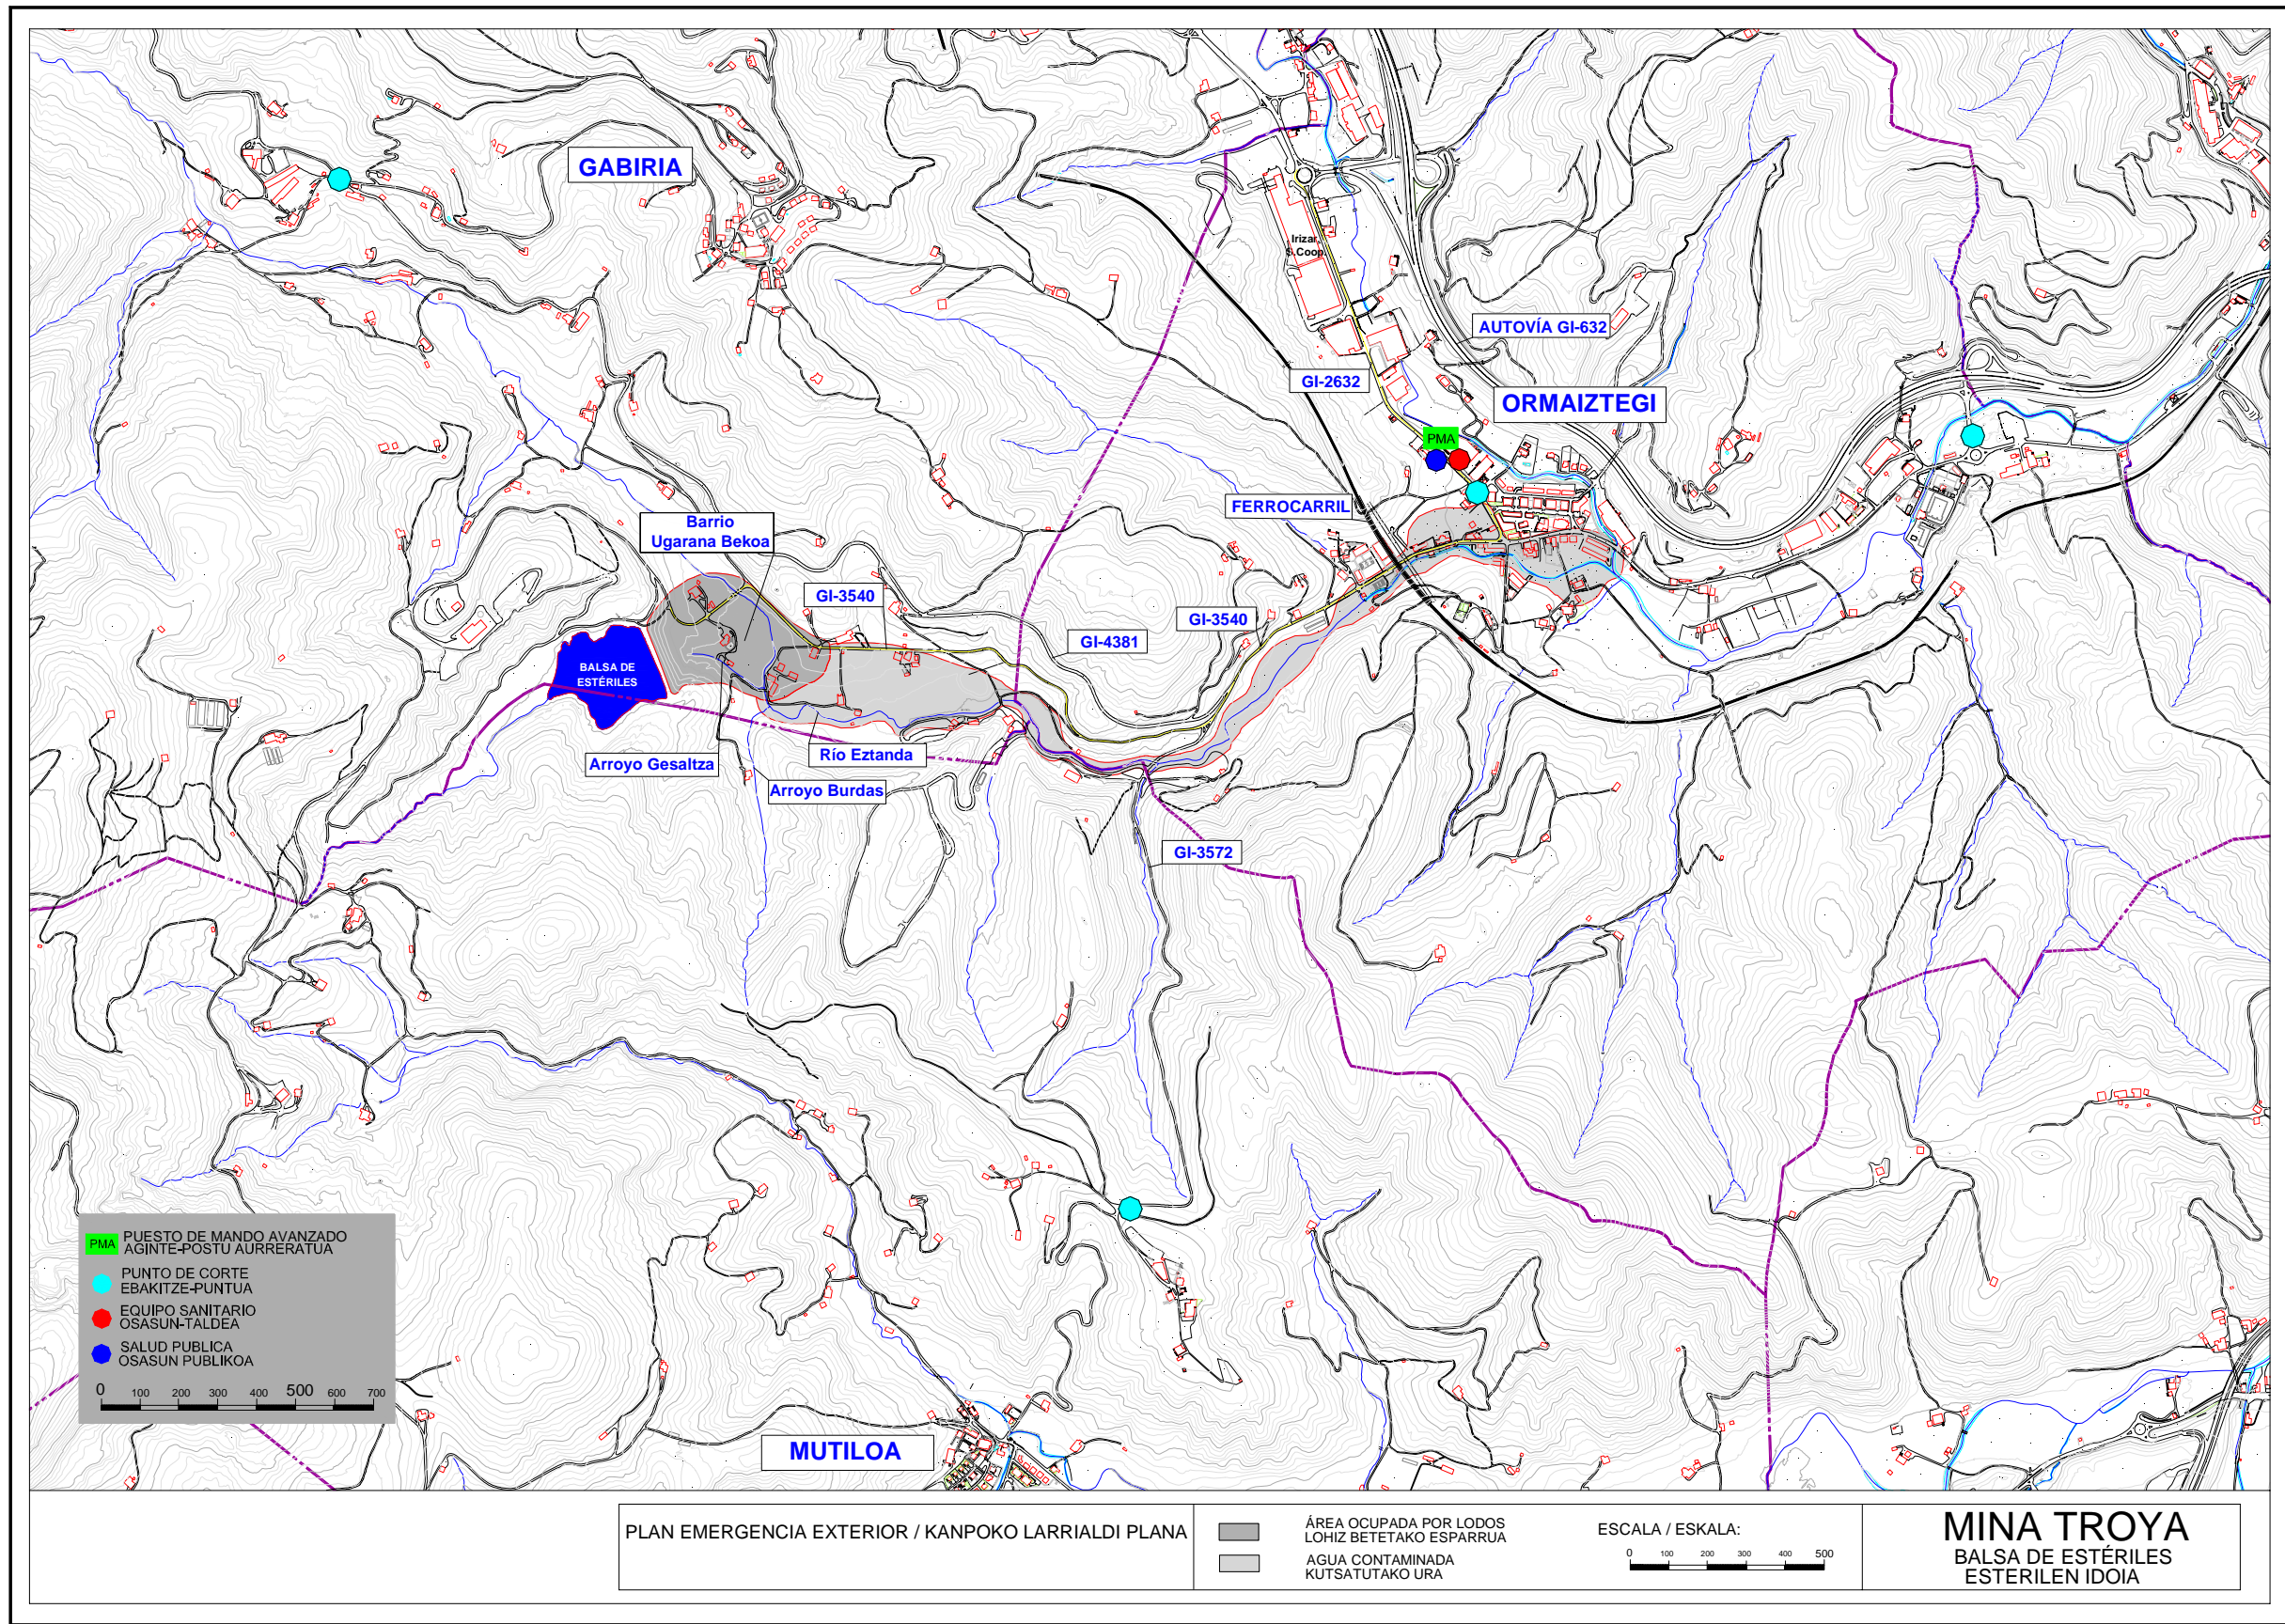 GABIRIA
Irizar
S.Coop.
AUTOVÍA GI-632
GI-2632
ORMAIZTEGI
PMA
FERROCARRIL
Barrio
Ugarana Bekoa
GI-3540
GI-3540
GI-4381
BALSA DE
ESTÉRILES
Arroyo Gesaltza
Río Eztanda
Arroyo Burdas
GI-3572
MUTILOA
PMA PUESTO DE MANDO AVANZADO
AGINTE-POSTU AURRERATUA
PUNTO DE CORTE
EBAKITZE-PUNTUA
EQUIPO SANITARIO
OSASUN-TALDEA
SALUD PUBLICA
OSASUN PUBLIKOA
0 100 200 300 400 500 600 700
PLAN EMERGENCIA EXTERIOR / KANPOKO LARRIALDI PLANA
ÁREA OCUPADA POR LODOS
LOHIZ BETETAKO ESPARRUA
AGUA CONTAMINADA
KUTSATUTAKO URA
ESCALA / ESKALA:
0 100 200 300 400 500
MINA TROYA
BALSA DE ESTÉRILES
ESTERILEN IDOIA